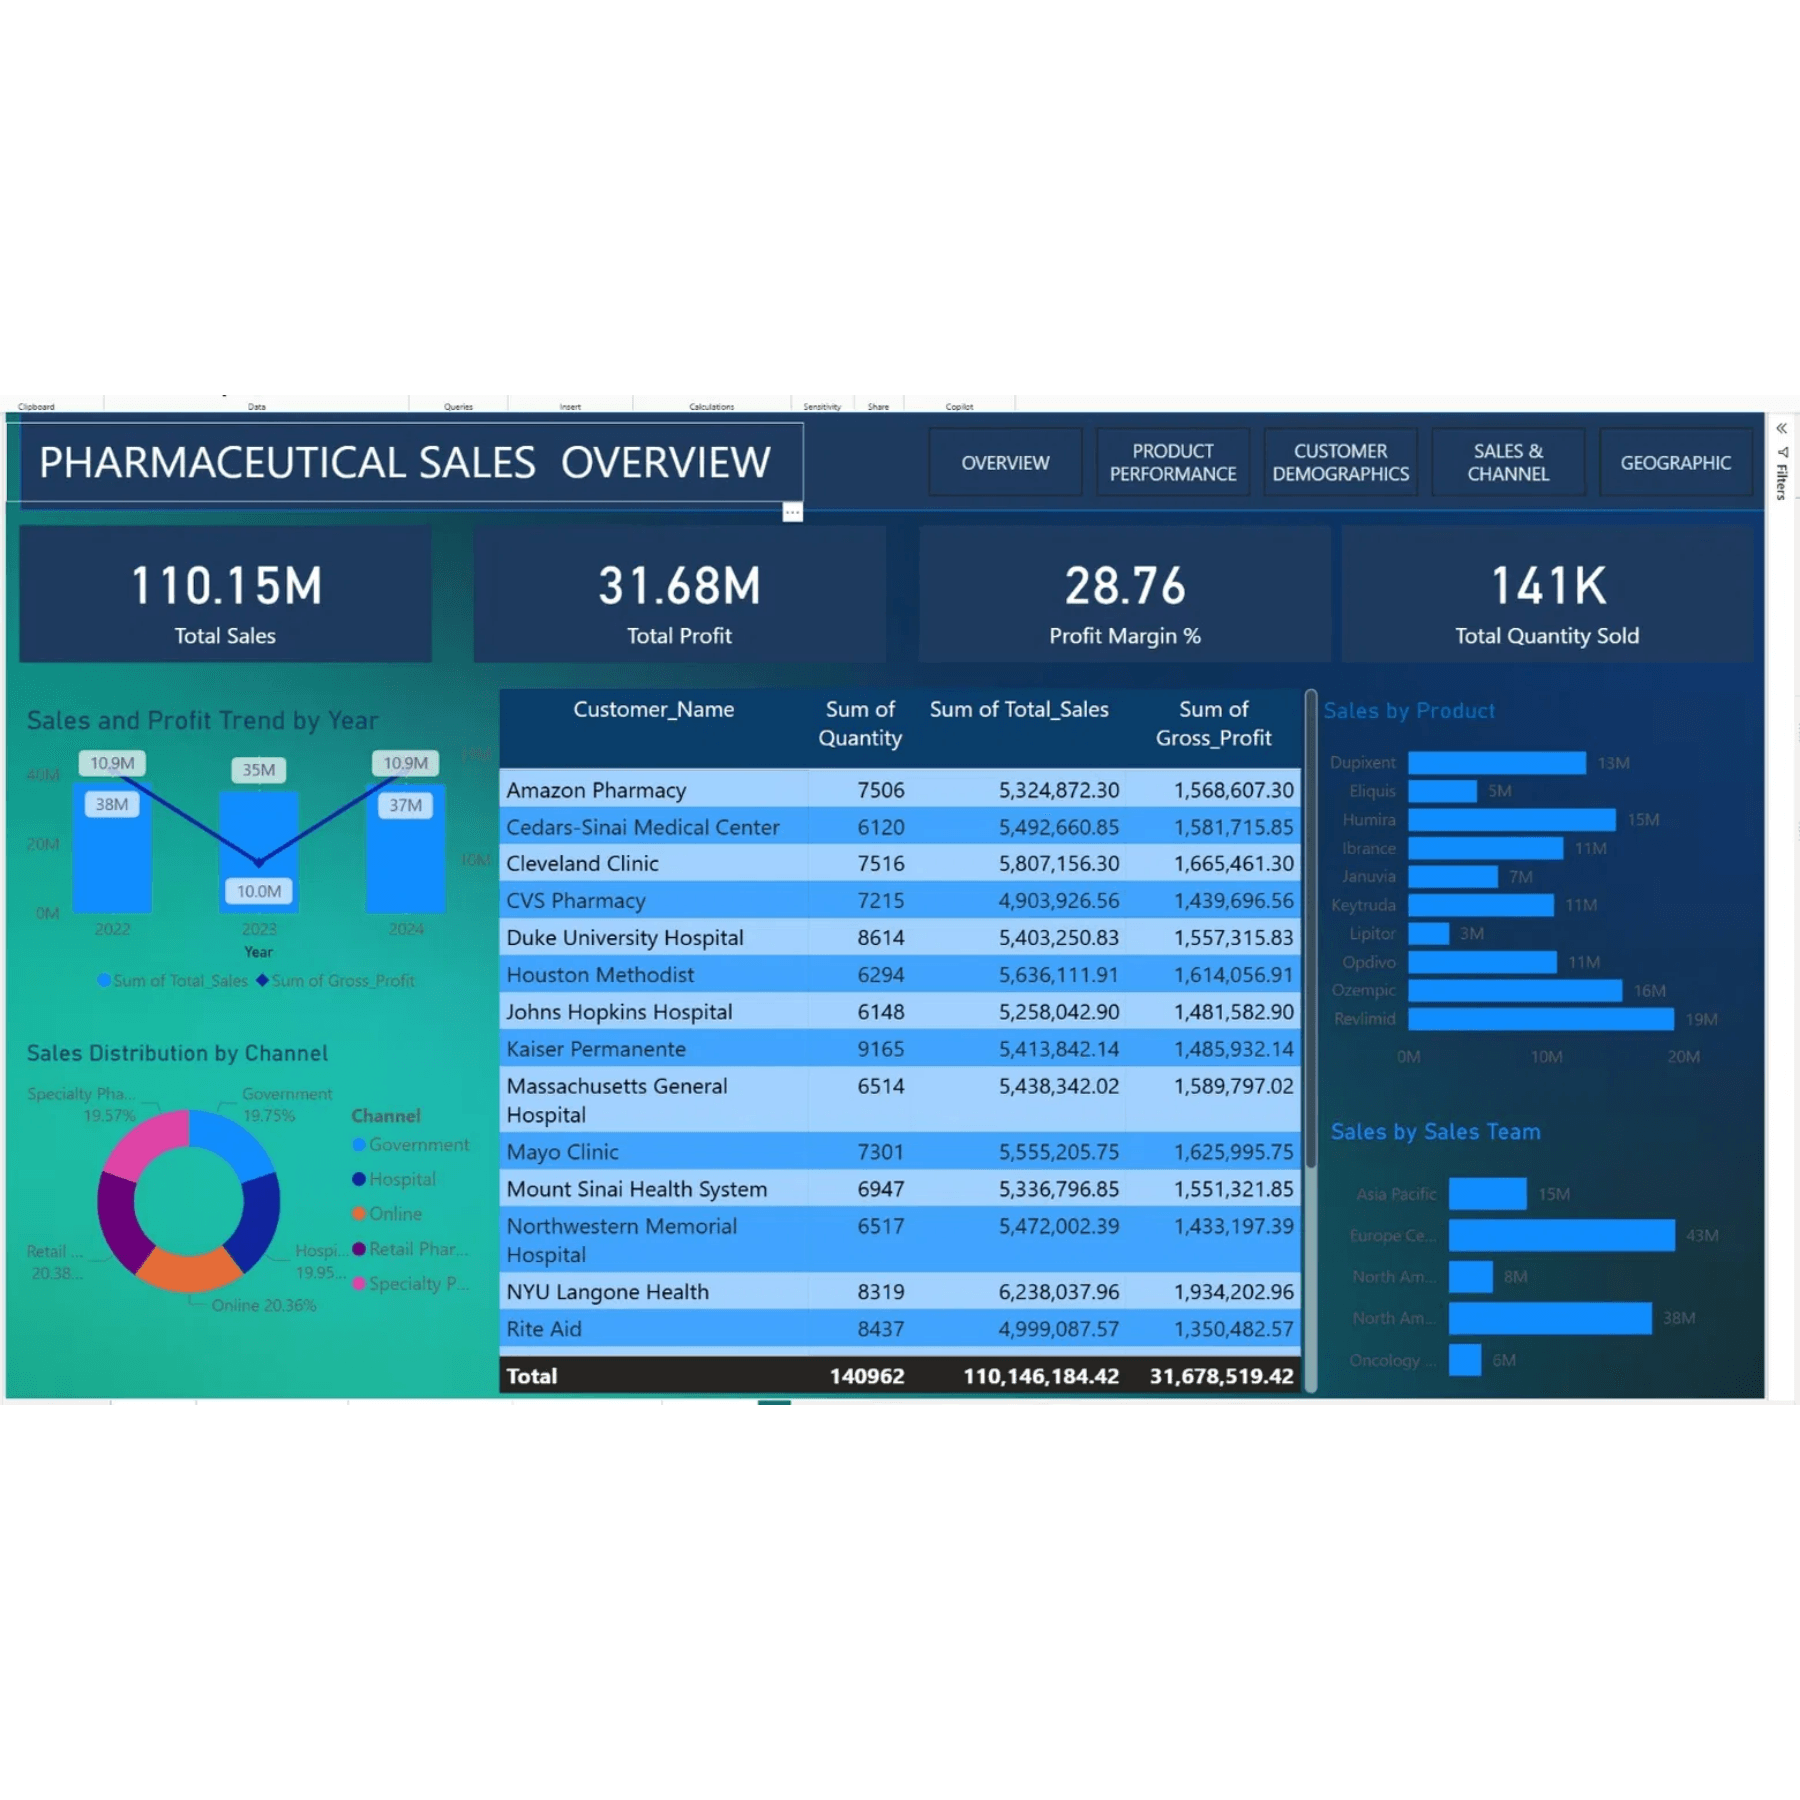 Clipboard Data Queries Insert Calculations Sensitivity Share Copilot
PHARMACEUTICAL SALES OVERVIEW
...
OVERVIEW
PRODUCT
PERFORMANCE
CUSTOMER
DEMOGRAPHICS
SALES &
CHANNEL
GEOGRAPHIC
Filters
110.15M
Total Sales
31.68M
Total Profit
28.76
Profit Margin %
141K
Total Quantity Sold
Sales and Profit Trend by Year
40M
20M
0M
10.9M
38M
35M
10.0M
10.9M
37M
10M
2022 2023 2024
Year
Sum of Total_Sales Sum of Gross_Profit
Sales Distribution by Channel
Specialty Pha...
19.57%
Government
19.75%
Retail ...
20.38...
Hospi...
19.95...
Online 20.36%
Channel
Government
Hospital
Online
Retail Phar...
Specialty P...
Customer_Name Sum of Quantity Sum of Total_Sales Sum of Gross_Profit
Amazon Pharmacy 7506 5,324,872.30 1,568,607.30
Cedars-Sinai Medical Center 6120 5,492,660.85 1,581,715.85
Cleveland Clinic 7516 5,807,156.30 1,665,461.30
CVS Pharmacy 7215 4,903,926.56 1,439,696.56
Duke University Hospital 8614 5,403,250.83 1,557,315.83
Houston Methodist 6294 5,636,111.91 1,614,056.91
Johns Hopkins Hospital 6148 5,258,042.90 1,481,582.90
Kaiser Permanente 9165 5,413,842.14 1,485,932.14
Massachusetts General 6514 5,438,342.02 1,589,797.02
Hospital
Mayo Clinic 7301 5,555,205.75 1,625,995.75
Mount Sinai Health System 6947 5,336,796.85 1,551,321.85
Northwestern Memorial 6517 5,472,002.39 1,433,197.39
Hospital
NYU Langone Health 8319 6,238,037.96 1,934,202.96
Rite Aid 8437 4,999,087.57 1,350,482.57
Total 140962 110,146,184.42 31,678,519.42
Sales by Product
Dupixent 13M
Eliquis 5M
Humira 15M
Ibrance 11M
Januvia 7M
Keytruda 11M
Lipitor 3M
Opdivo 11M
Ozempic 16M
Revlimid 19M
0M 10M 20M
Sales by Sales Team
Asia Pacific 15M
Europe Ce... 43M
North Am... 8M
North Am... 38M
Oncology ... 6M